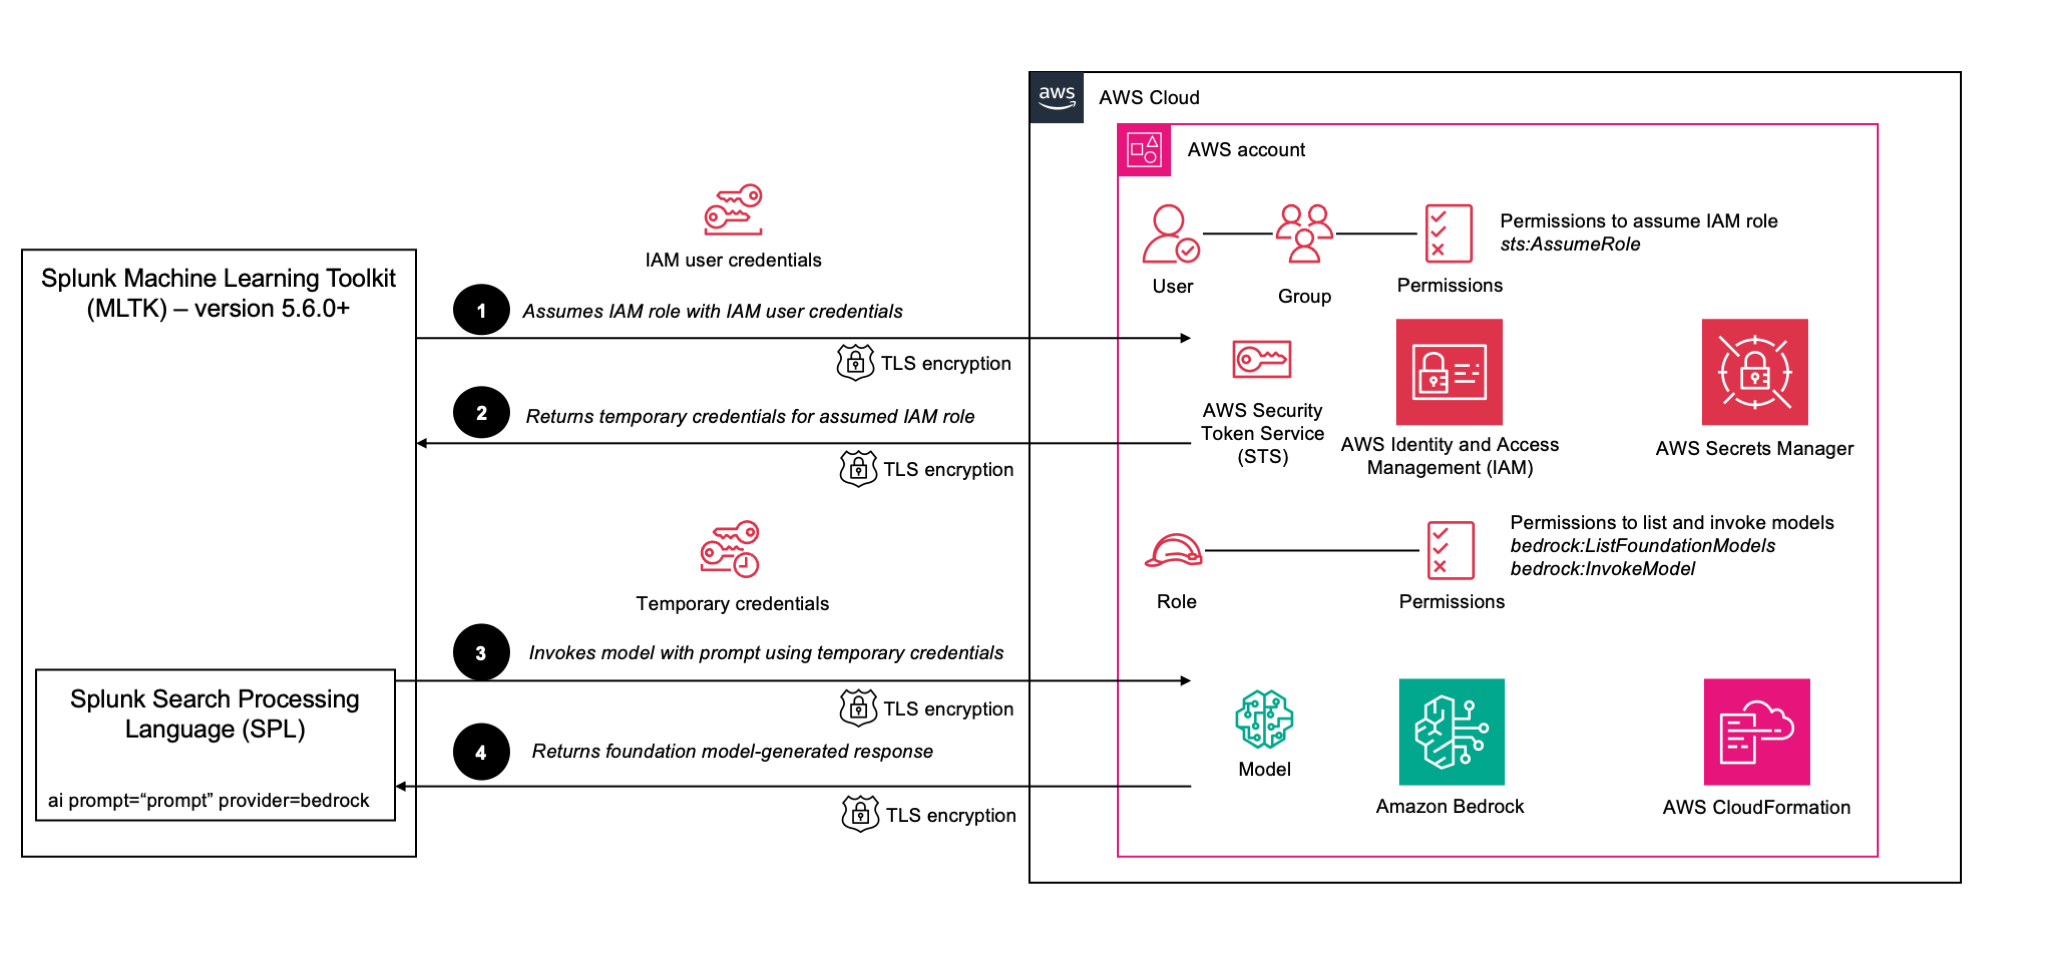 aws
AWS Cloud
AWS account
IAM user credentials
Splunk Machine Learning Toolkit
(MLTK) – version 5.6.0+
1
Assumes IAM role with IAM user credentials
TLS encryption
2
Returns temporary credentials for assumed IAM role
TLS encryption
Temporary credentials
3
Invokes model with prompt using temporary credentials
TLS encryption
Splunk Search Processing
Language (SPL)
ai prompt=“prompt” provider=bedrock
4
Returns foundation model-generated response
TLS encryption
User
Group
Permissions
Permissions to assume IAM role
sts:AssumeRole
AWS Security
Token Service
(STS)
AWS Identity and Access
Management (IAM)
AWS Secrets Manager
Role
Permissions
Permissions to list and invoke models
bedrock:ListFoundationModels
bedrock:InvokeModel
Model
Amazon Bedrock
AWS CloudFormation